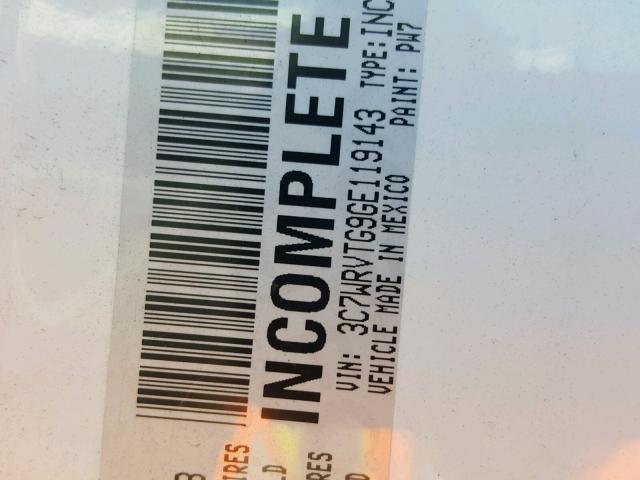 INCOMPLETE
VIN: 3C7WRVTG9GE119143 TYPE: INC
VEHICLE MADE IN MEXICO PAINT: PW7